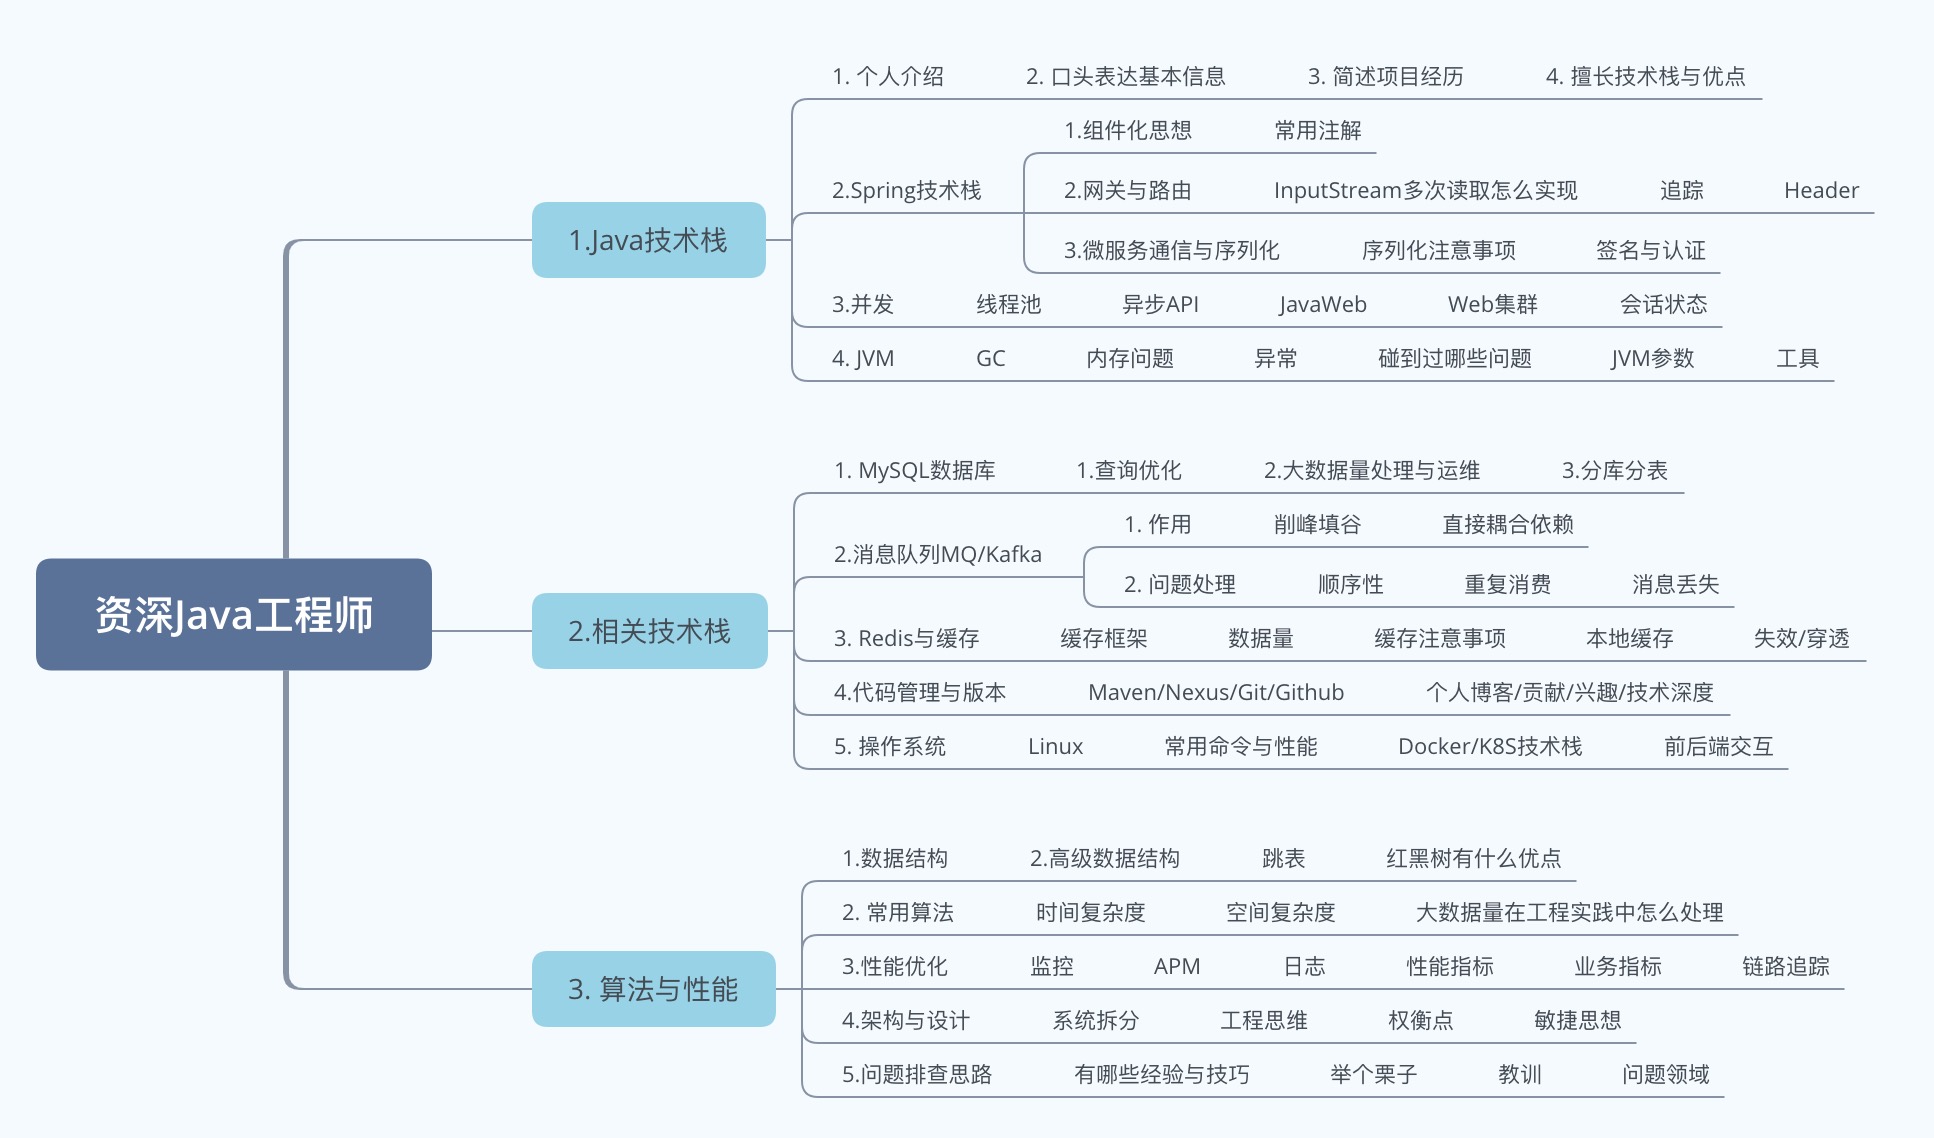 资深Java工程师
1.Java技术栈
1. 个人介绍 2. 口头表达基本信息 3. 简述项目经历 4. 擅长技术栈与优点
2.Spring技术栈
1.组件化思想 常用注解
2.网关与路由 InputStream多次读取怎么实现 追踪 Header
3.微服务通信与序列化 序列化注意事项 签名与认证
3.并发 线程池 异步API JavaWeb Web集群 会话状态
4. JVM GC 内存问题 异常 碰到过哪些问题 JVM参数 工具
2.相关技术栈
1. MySQL数据库 1.查询优化 2.大数据量处理与运维 3.分库分表
2.消息队列MQ/Kafka
1. 作用 削峰填谷 直接耦合依赖
2. 问题处理 顺序性 重复消费 消息丢失
3. Redis与缓存 缓存框架 数据量 缓存注意事项 本地缓存 失效/穿透
4.代码管理与版本 Maven/Nexus/Git/Github 个人博客/贡献/兴趣/技术深度
5. 操作系统 Linux 常用命令与性能 Docker/K8S技术栈 前后端交互
3. 算法与性能
1.数据结构 2.高级数据结构 跳表 红黑树有什么优点
2. 常用算法 时间复杂度 空间复杂度 大数据量在工程实践中怎么处理
3.性能优化 监控 APM 日志 性能指标 业务指标 链路追踪
4.架构与设计 系统拆分 工程思维 权衡点 敏捷思想
5.问题排查思路 有哪些经验与技巧 举个栗子 教训 问题领域